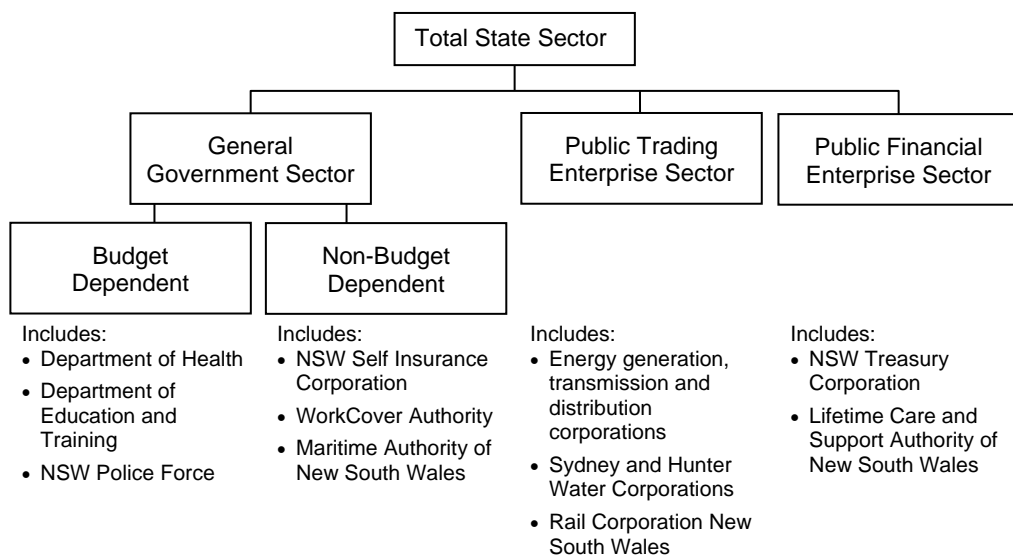 Total State Sector
General
Government Sector
Public Trading
Enterprise Sector
Public Financial
Enterprise Sector
Budget
Dependent
Non-Budget
Dependent
Includes:
• Department of Health
• Department of
Education and
Training
• NSW Police Force
Includes:
• NSW Self Insurance
Corporation
• WorkCover Authority
• Maritime Authority of
New South Wales
Includes:
• Energy generation,
transmission and
distribution
corporations
• Sydney and Hunter
Water Corporations
• Rail Corporation New
South Wales
Includes:
• NSW Treasury
Corporation
• Lifetime Care and
Support Authority of
New South Wales